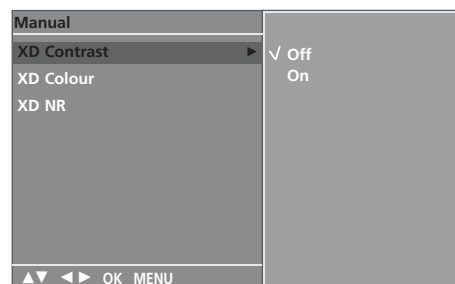 Manual
XD Contrast ▶
XD Colour
XD NR
√ Off
On
▲▼ ◀▶ OK MENU